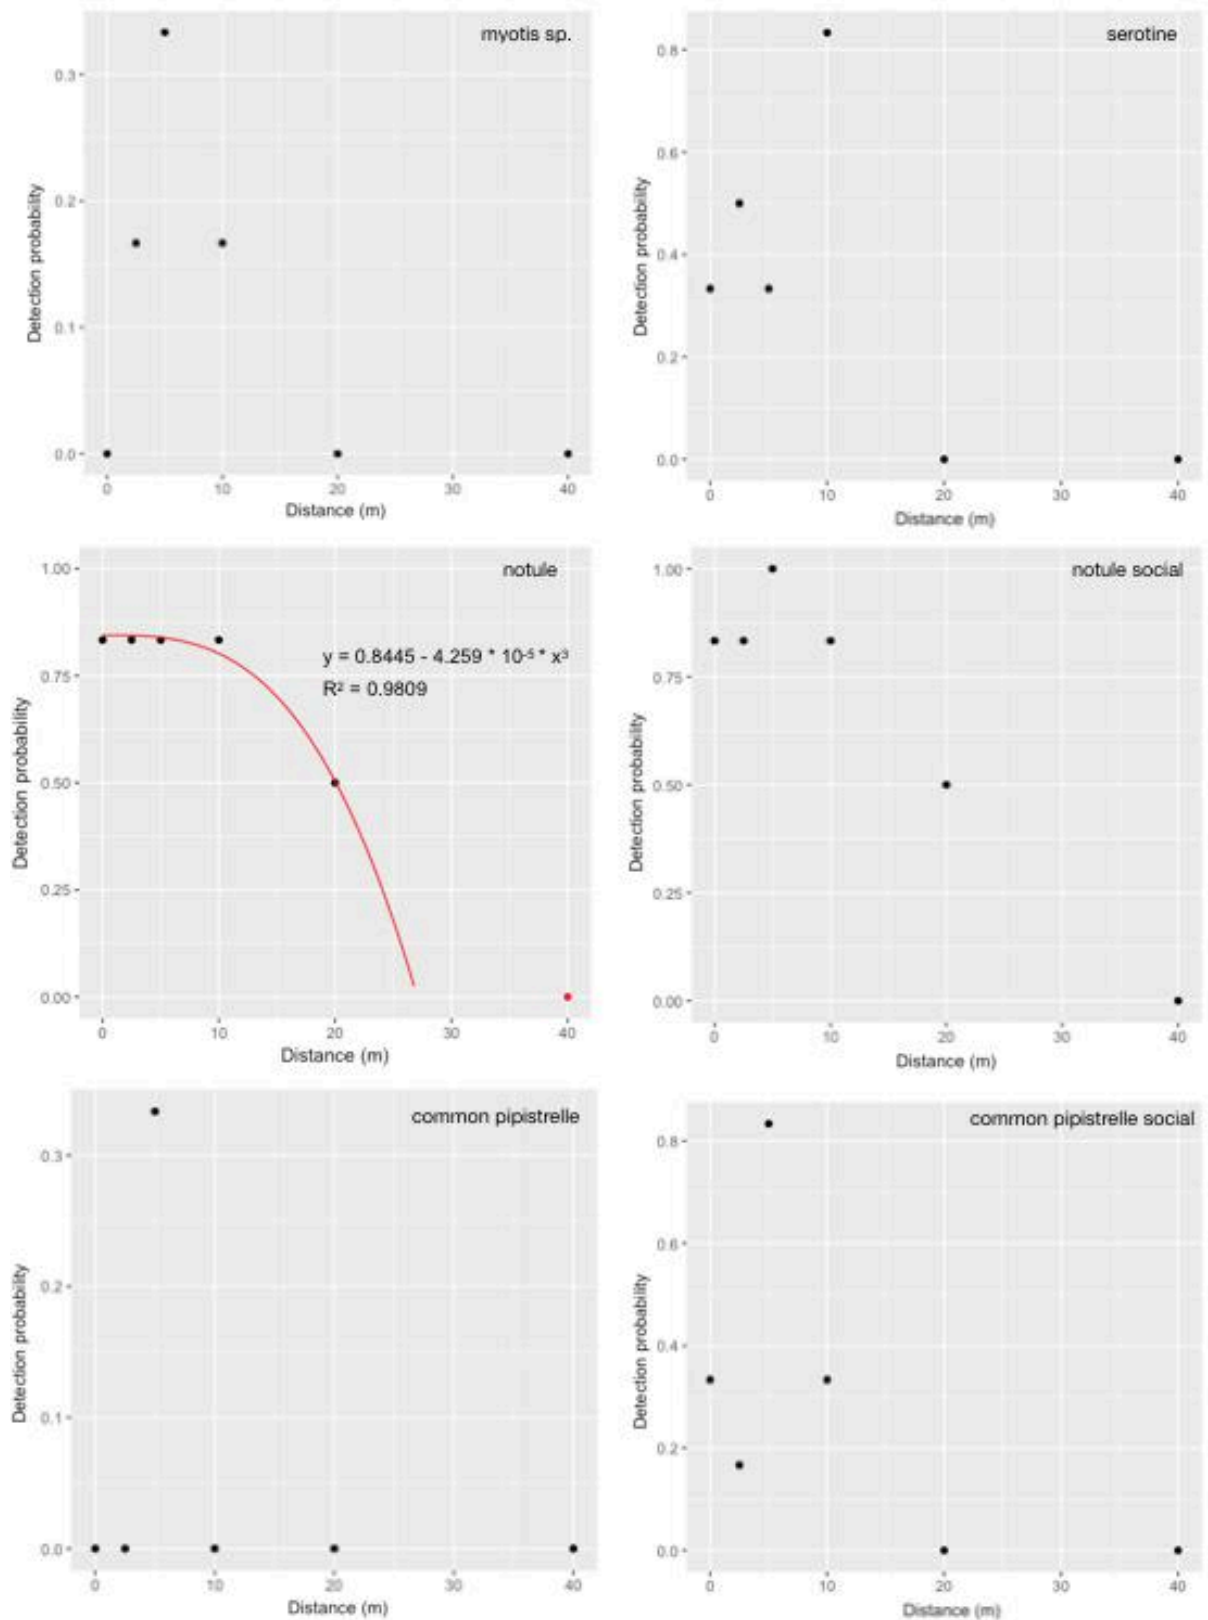 myotis sp.
0.3
0.2
0.1
0.0
Detection probability
0 10 20 30 40
Distance (m)
serotine
0.8
0.6
0.4
0.2
0.0
Detection probability
0 10 20 30 40
Distance (m)
notule
1.00
0.75
0.50
0.25
0.00
Detection probability
y = 0.8445 - 4.259 * 10⁻⁵ * x³
R² = 0.9809
0 10 20 30 40
Distance (m)
notule social
1.00
0.75
0.50
0.25
0.00
Detection probability
0 10 20 30 40
Distance (m)
common pipistrelle
0.3
0.2
0.1
0.0
Detection probability
0 10 20 30 40
Distance (m)
common pipistrelle social
0.8
0.6
0.4
0.2
0.0
Detection probability
0 10 20 30 40
Distance (m)